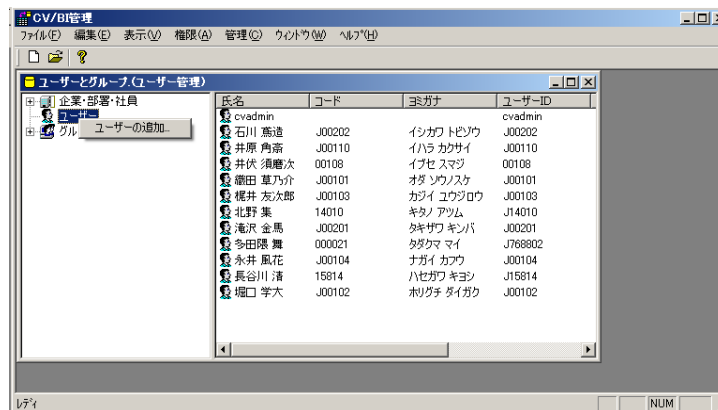 CV/BI管理
ファイル(F) 編集(E) 表示(V) 権限(A) 管理(C) ウィンドウ(W) ヘルプ(H)
ユーザーとグループ.(ユーザー管理)
企業・部署・社員
ユーザー
グル
ユーザーの追加...
氏名 コード ヨミガナ ユーザーID
cvadmin cvadmin
石川 蔦造 J00202 イシカワ トビゾウ J00202
井原 角斎 J00110 イハラ カクサイ J00110
井伏 須磨次 00108 イブセ スマジ 00108
織田 草乃介 J00101 オダ ソウノスケ J00101
梶井 友次郎 J00103 カジイ ユウジロウ J00103
北野 集 14010 キタノ アツム J14010
滝沢 金馬 J00201 タキザワ キンバ J00201
多田隈 舞 000021 タダクマ マイ J768802
永井 風花 J00104 ナガイ カフウ J00104
長谷川 清 15814 ハセガワ キヨシ J15814
堀口 学大 J00102 ホリグチ ダイガク J00102
レディ NUM